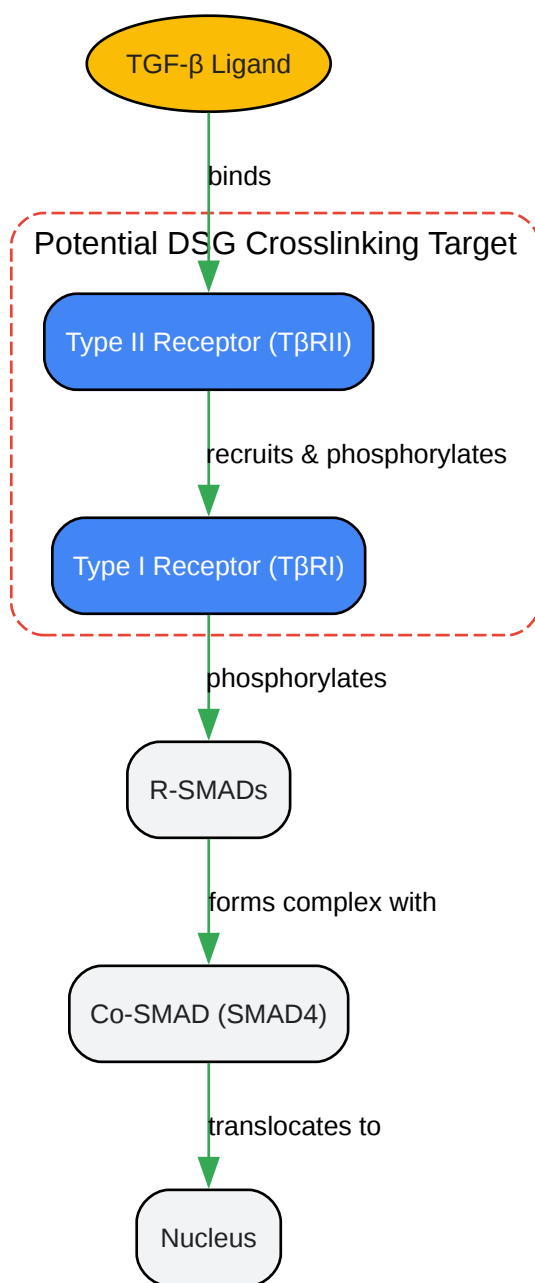 TGF-β Ligand
binds
Potential DSG Crosslinking Target
Type II Receptor (TβRII)
recruits & phosphorylates
Type I Receptor (TβRI)
phosphorylates
R-SMADs
forms complex with
Co-SMAD (SMAD4)
translocates to
Nucleus